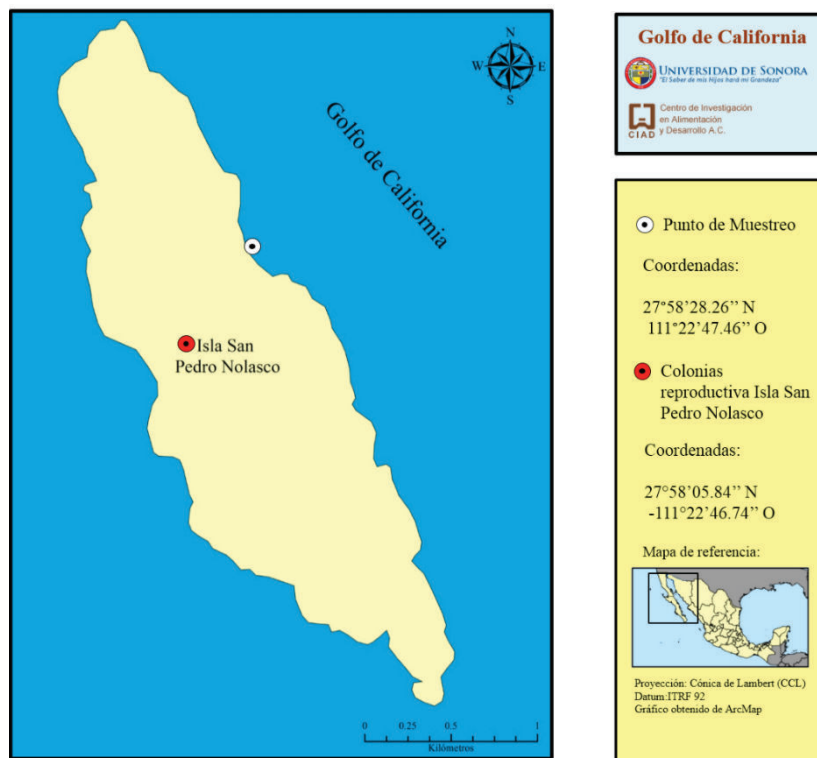 N
W E
S
Golfo de California
Isla San
Pedro Nolasco
0 0.25 0.5 1
Kilómetros
Golfo de California
UNIVERSIDAD DE SONORA
"El Saber de mis Hijos hará mi Grandeza"
CIAD
Centro de Investigación
en Alimentación
y Desarrollo A.C.
Punto de Muestreo
Coordenadas:
27°58’28.26’’ N
111°22’47.46’’ O
Colonias
reproductiva Isla San
Pedro Nolasco
Coordenadas:
27°58’05.84’’ N
-111°22’46.74’’ O
Mapa de referencia:
Proyección: Cónica de Lambert (CCL)
Datum:ITRF 92
Gráfico obtenido de ArcMap